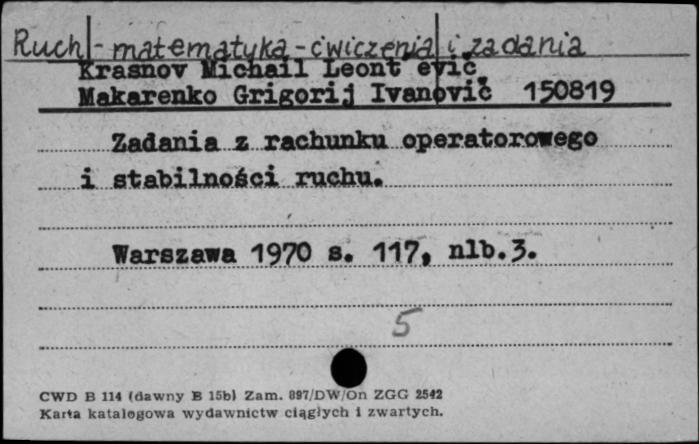 Ruch - matematyka - ćwiczenia i zadania
Krasnov Michail Leont'evič,
Makarenko Grigorij Ivanovič 150819
Zadania z rachunku operatorowego
i stabilności ruchu.
Warszawa 1970 s. 117, nlb.3.
5
CWD B 114 (dawny B 15b) Zam. 897/DW/On ZGG 2542
Karta katalogowa wydawnictw ciągłych i zwartych.